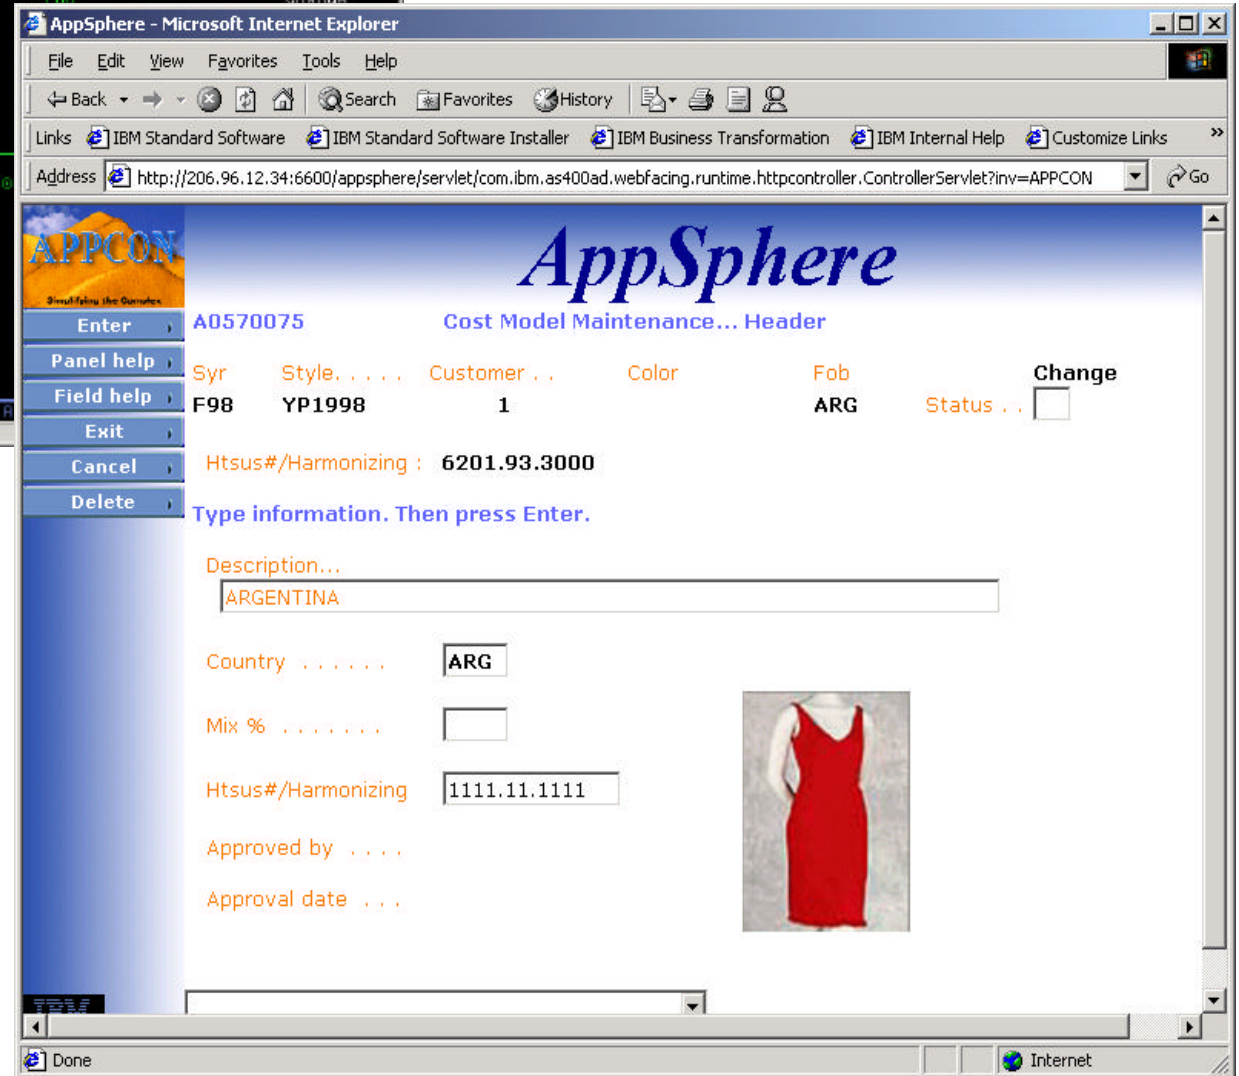 AppSphere - Microsoft Internet Explorer
File Edit View Favorites Tools Help
Back Search Favorites History
Links IBM Standard Software IBM Standard Software Installer IBM Business Transformation IBM Internal Help Customize Links »
Address http://206.96.12.34:6600/appsphere/servlet/com.ibm.as400ad.webfacing.runtime.httpcontroller.ControllerServlet?inv=APPCON Go
APPCON
Simplifying the Complex
AppSphere
Enter
Panel help
Field help
Exit
Cancel
Delete
A0570075 Cost Model Maintenance... Header
Syr Style. . . . . Customer . . Color Fob Change
F98 YP1998 1 ARG Status . .
Htsus#/Harmonizing : 6201.93.3000
Type information. Then press Enter.
Description...
ARGENTINA
Country . . . . . . ARG
Mix % . . . . . . .
Htsus#/Harmonizing 1111.11.1111
Approved by . . . .
Approval date . . .
IBM
Done Internet